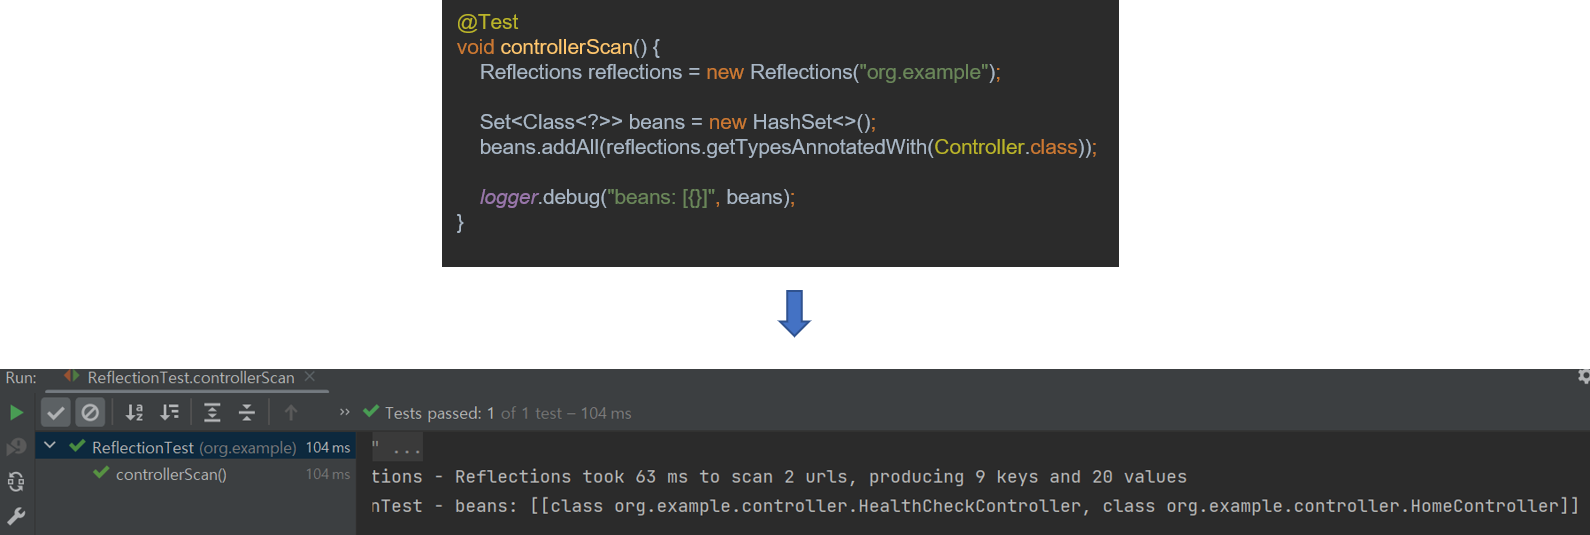 @Test
void controllerScan() {
Reflections reflections = new Reflections("org.example");
Set<Class<?>> beans = new HashSet<>();
beans.addAll(reflections.getTypesAnnotatedWith(Controller.class));
logger.debug("beans: [{}]", beans);
}
Run: ReflectionTest.controllerScan
Tests passed: 1 of 1 test – 104 ms
ReflectionTest (org.example) 104 ms " ...
controllerScan() 104 ms tions - Reflections took 63 ms to scan 2 urls, producing 9 keys and 20 values
nTest - beans: [[class org.example.controller.HealthCheckController, class org.example.controller.HomeController]]